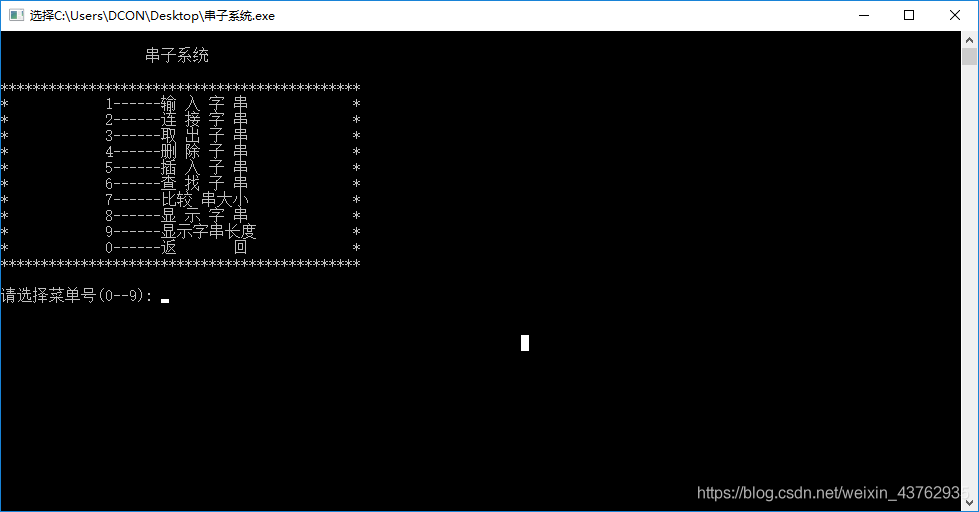 选择C:\Users\DCON\Desktop\串子系统.exe
串子系统
*********************************************
* 1------输 入 字 串 *
* 2------连 接 字 串 *
* 3------取 出 子 串 *
* 4------删 除 子 串 *
* 5------插 入 子 串 *
* 6------查 找 子 串 *
* 7------比较 串大小 *
* 8------显 示 字 串 *
* 9------显示字串长度 *
* 0------返 回 *
*********************************************
请选择菜单号(0--9):
https://blog.csdn.net/weixin_43762935